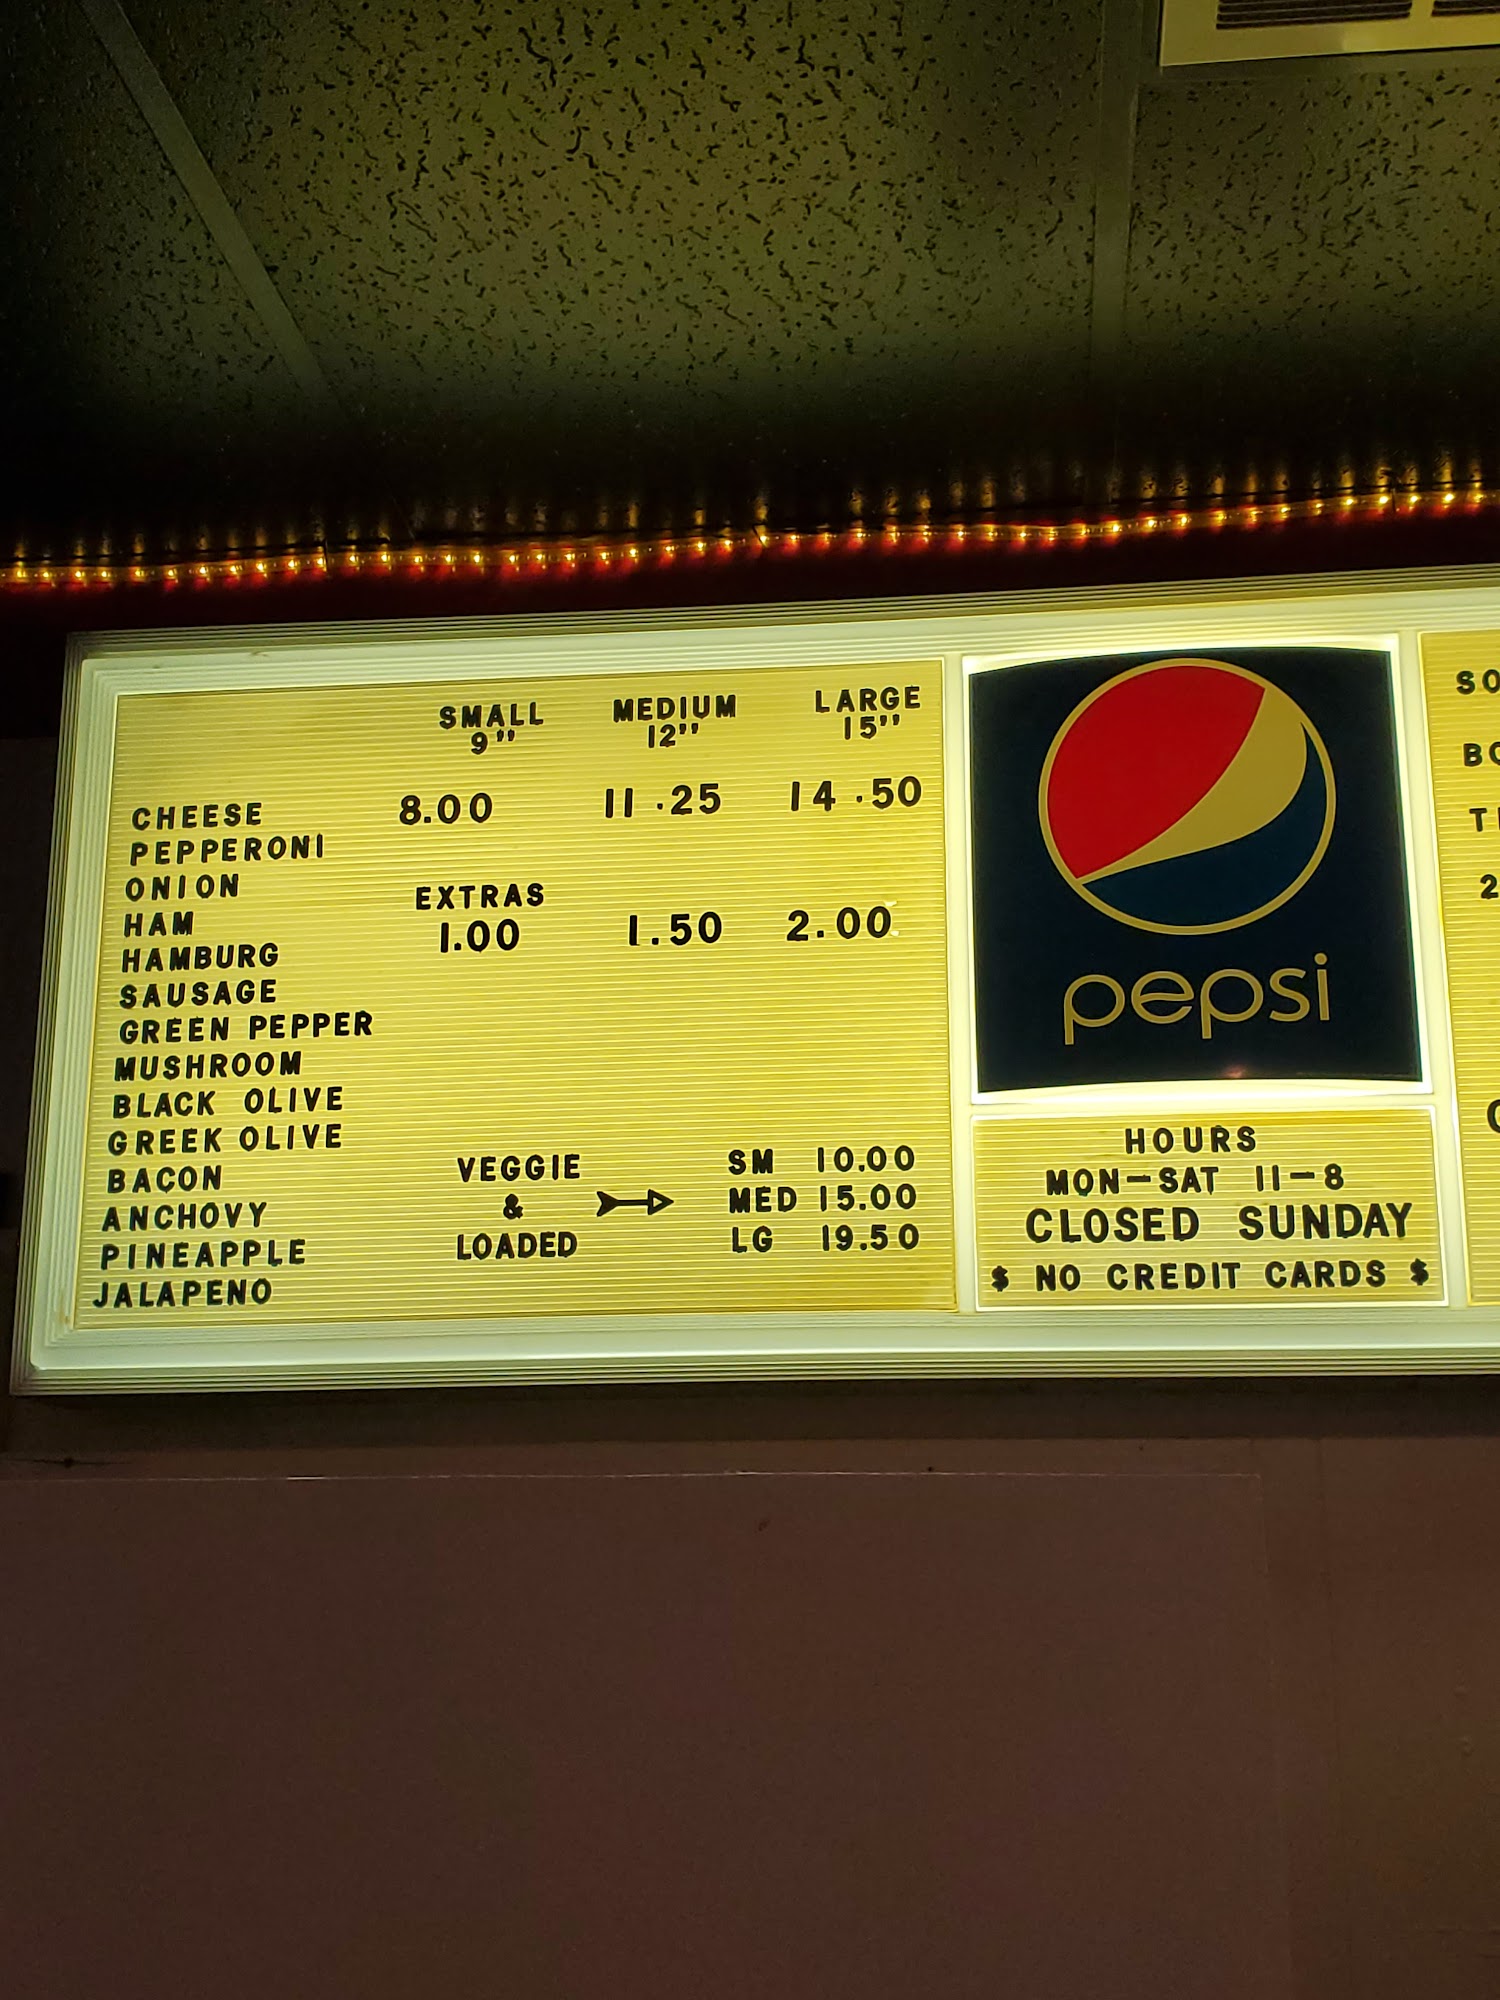 SMALL MEDIUM LARGE
9" 12" 15"
CHEESE 8.00 11.25 14.50
PEPPERONI
ONION EXTRAS
HAM 1.00 1.50 2.00
HAMBURG
SAUSAGE
GREEN PEPPER
MUSHROOM
BLACK OLIVE
GREEK OLIVE
BACON VEGGIE SM 10.00
ANCHOVY & MED 15.00
PINEAPPLE LOADED LG 19.50
JALAPENO
pepsi
HOURS
MON-SAT 11-8
CLOSED SUNDAY
$ NO CREDIT CARDS $
SO
2